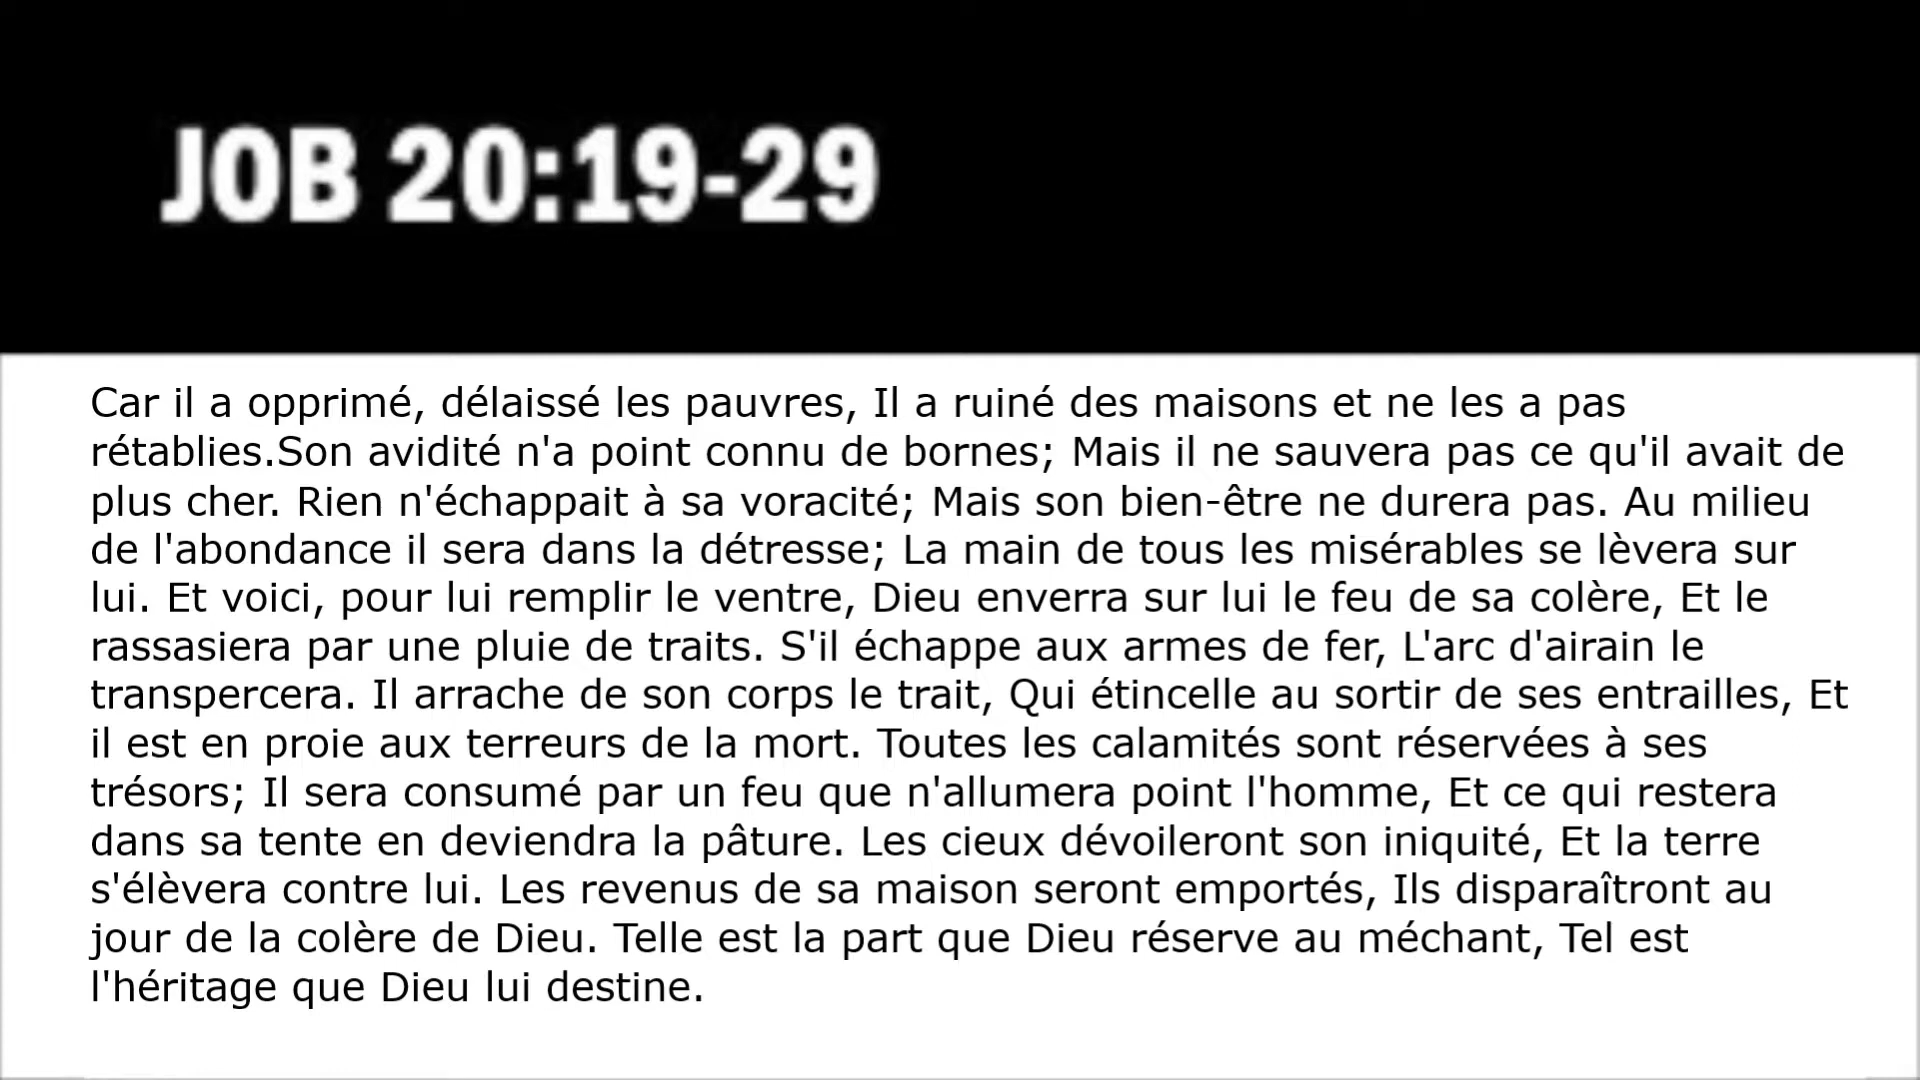 JOB 20:19-29
Car il a opprimé, délaissé les pauvres, Il a ruiné des maisons et ne les a pas
rétablies.Son avidité n'a point connu de bornes; Mais il ne sauvera pas ce qu'il avait de
plus cher. Rien n'échappait à sa voracité; Mais son bien-être ne durera pas. Au milieu
de l'abondance il sera dans la détresse; La main de tous les misérables se lèvera sur
lui. Et voici, pour lui remplir le ventre, Dieu enverra sur lui le feu de sa colère, Et le
rassasiera par une pluie de traits. S'il échappe aux armes de fer, L'arc d'airain le
transpercera. Il arrache de son corps le trait, Qui étincelle au sortir de ses entrailles, Et
il est en proie aux terreurs de la mort. Toutes les calamités sont réservées à ses
trésors; Il sera consumé par un feu que n'allumera point l'homme, Et ce qui restera
dans sa tente en deviendra la pâture. Les cieux dévoileront son iniquité, Et la terre
s'élèvera contre lui. Les revenus de sa maison seront emportés, Ils disparaîtront au
jour de la colère de Dieu. Telle est la part que Dieu réserve au méchant, Tel est
l'héritage que Dieu lui destine.